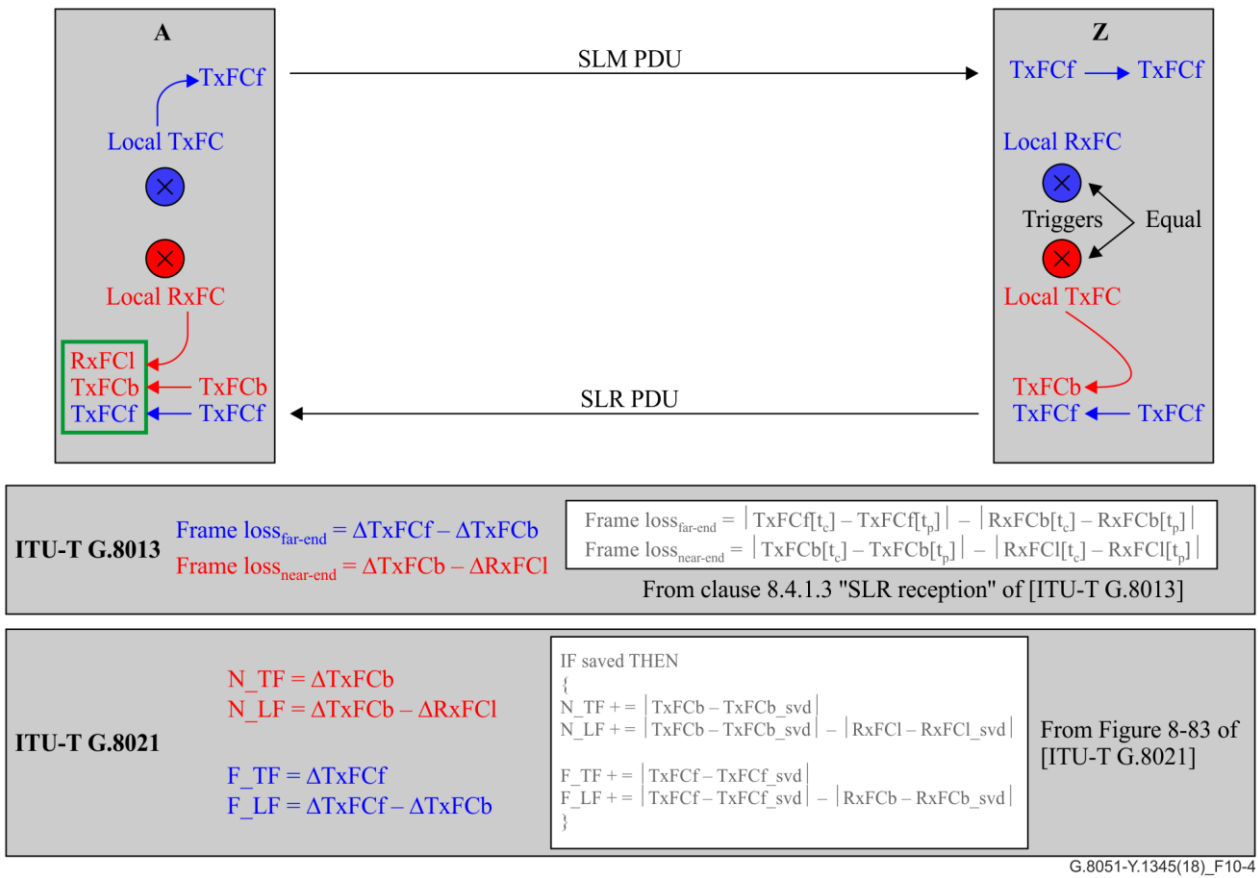 A
TxFCf
Local TxFC
Local RxFC
RxFCl
TxFCb TxFCb
TxFCf TxFCf
SLM PDU
SLR PDU
Z
TxFCf TxFCf
Local RxFC
Triggers Equal
Local TxFC
TxFCb
TxFCf TxFCf
ITU-T G.8013
Frame loss_far-end = ΔTxFCf – ΔTxFCb
Frame loss_near-end = ΔTxFCb – ΔRxFCl
Frame loss_far-end = |TxFCf[t_c] – TxFCf[t_p]| – |RxFCb[t_c] – RxFCb[t_p]|
Frame loss_near-end = |TxFCb[t_c] – TxFCb[t_p]| – |RxFCl[t_c] – RxFCl[t_p]|
From clause 8.4.1.3 "SLR reception" of [ITU-T G.8013]
ITU-T G.8021
N_TF = ΔTxFCb
N_LF = ΔTxFCb – ΔRxFCl
F_TF = ΔTxFCf
F_LF = ΔTxFCf – ΔTxFCb
IF saved THEN
{
N_TF + = |TxFCb – TxFCb_svd|
N_LF + = |TxFCb – TxFCb_svd| – |RxFCl – RxFCl_svd|
F_TF + = |TxFCf – TxFCf_svd|
F_LF + = |TxFCf – TxFCf_svd| – |RxFCb – RxFCb_svd|
}
From Figure 8-83 of
[ITU-T G.8021]
G.8051-Y.1345(18)_F10-4